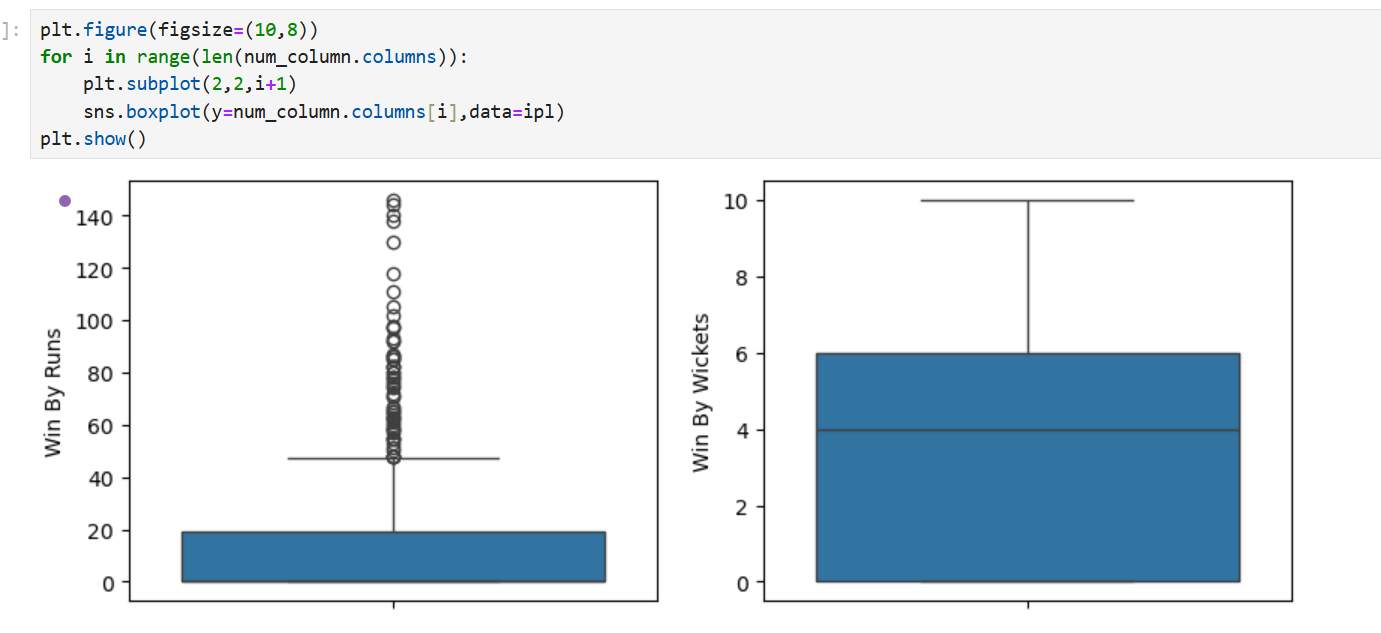 ]:
plt.figure(figsize=(10,8))
for i in range(len(num_column.columns)):
    plt.subplot(2,2,i+1)
    sns.boxplot(y=num_column.columns[i],data=ipl)
plt.show()
140
120
100
80
60
40
20
0
Win By Runs
10
8
6
4
2
0
Win By Wickets